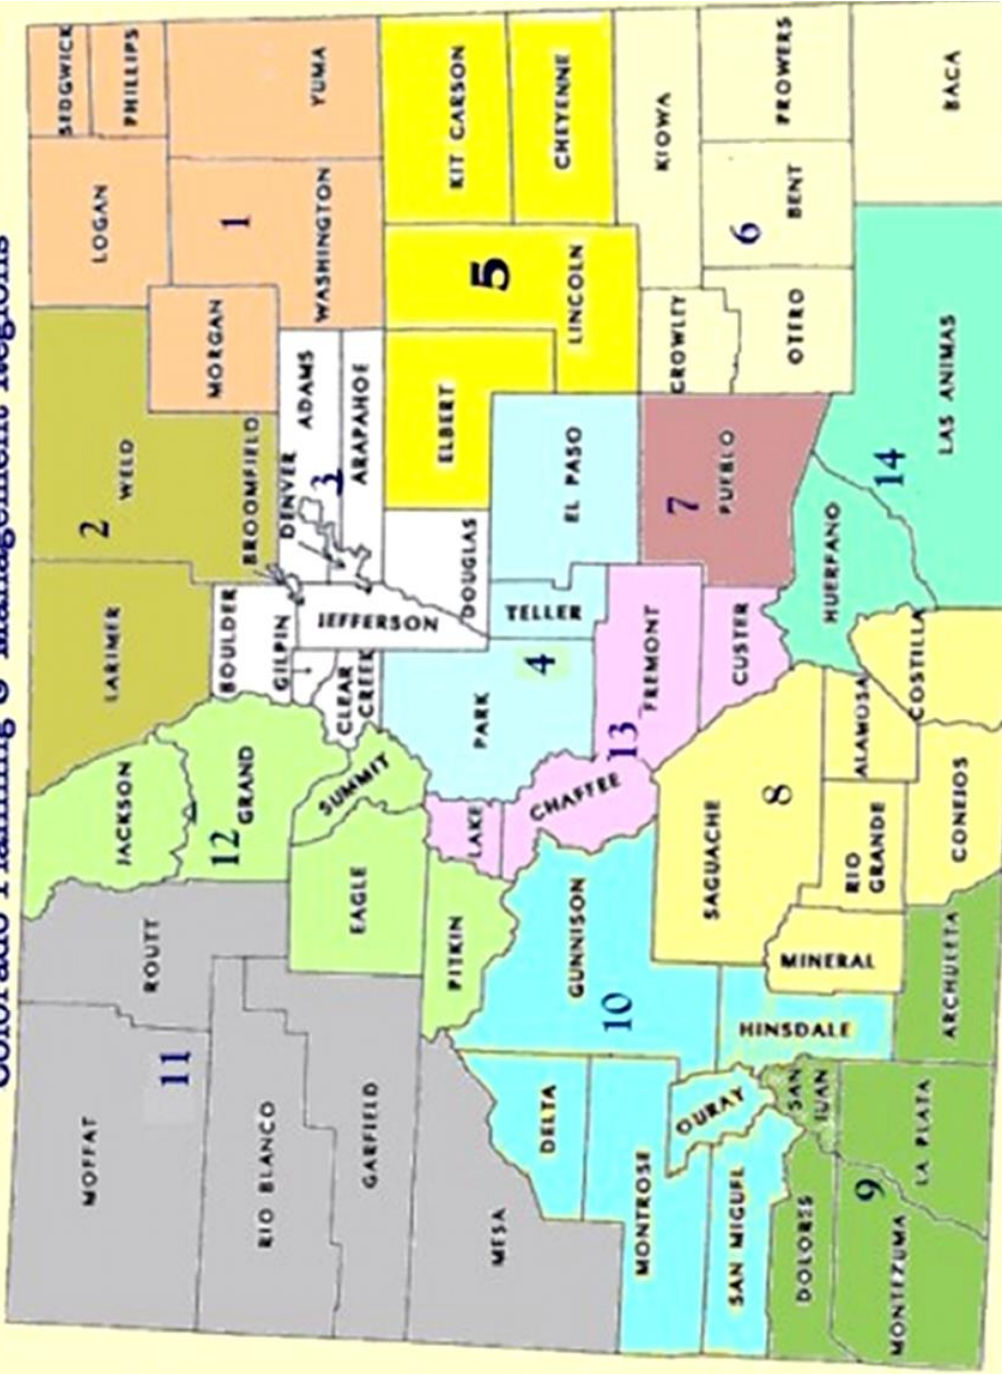 Colorado Planning & Management Regions
MOFFAT
11
ROUTT
JACKSON
LARIMER
2
WELD
LOGAN
SEDGWICK
PHILLIPS
RIO BLANCO
12
GRAND
BOULDER
GILPIN
BROOMFIELD
DENVER
MORGAN
1
WASHINGTON
YUMA
GARFIELD
EAGLE
SUMMIT
CLEAR
CREEK
JEFFERSON
3
ADAMS
ARAPAHOE
DOUGLAS
ELBERT
5
LINCOLN
KIT CARSON
CHEYENNE
MESA
PITKIN
LAKE
PARK
4
TELLER
EL PASO
DELTA
GUNNISON
10
CHAFFEE
13
FREMONT
7
PUEBLO
CROWLEY
KIOWA
MONTROSE
OURAY
SAN MIGUEL
HINSDALE
SAGUACHE
8
CUSTER
OTERO
6
BENT
PROWERS
DOLORES
SAN
JUAN
MINERAL
RIO
GRANDE
ALAMOSA
HUERFANO
14
LAS ANIMAS
BACA
MONTEZUMA
9
LA PLATA
ARCHULETA
CONEJOS
COSTILLA